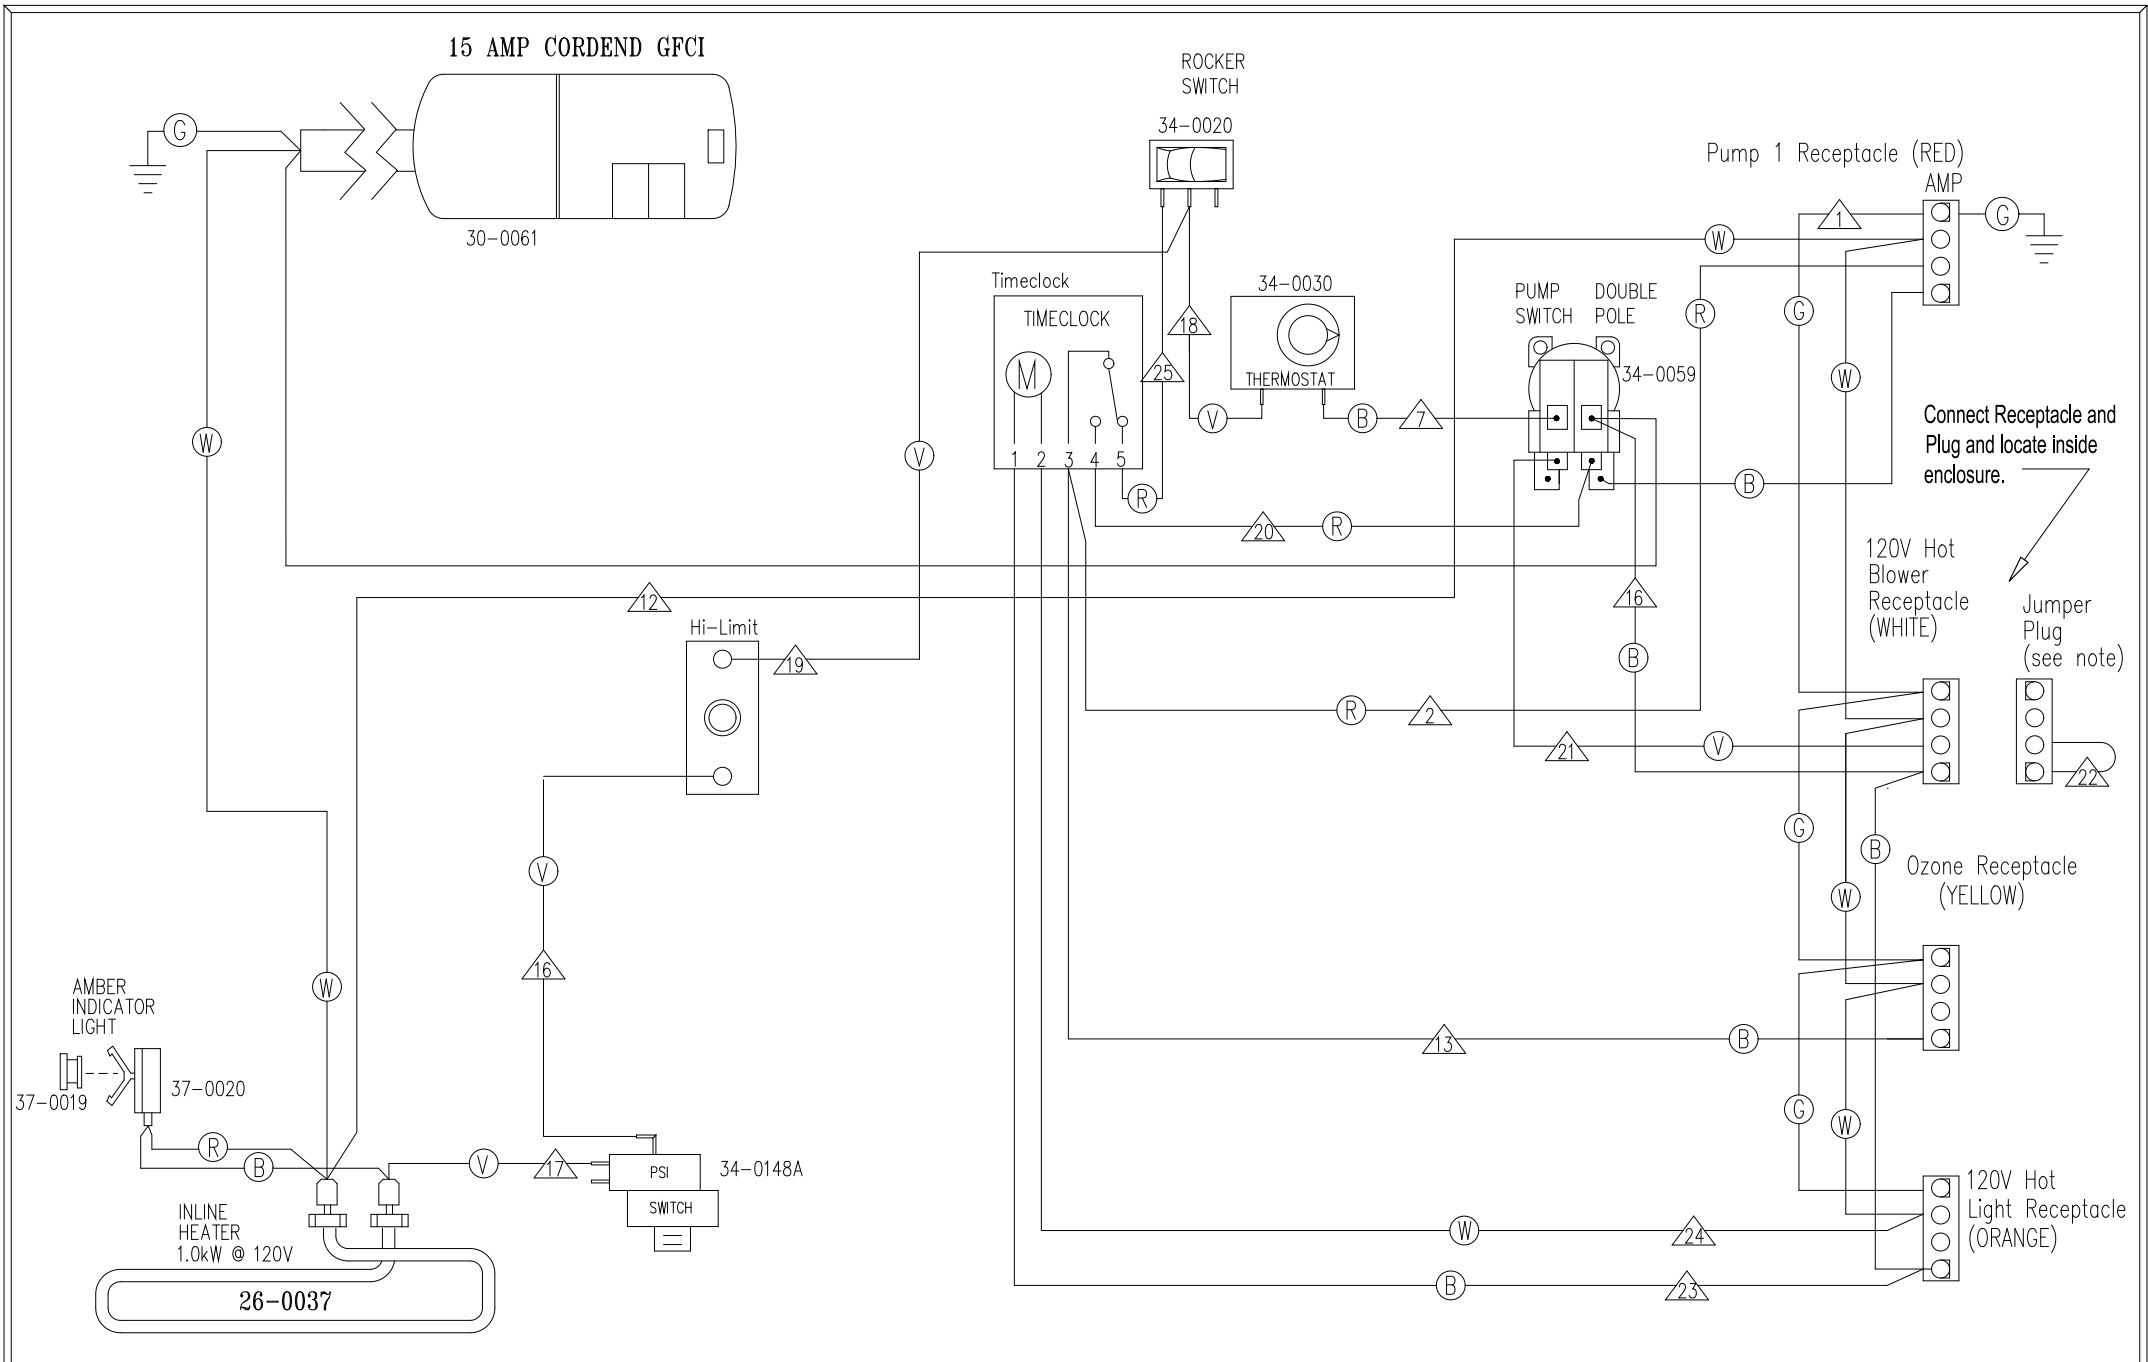 15 AMP CORDEND GFCI
G
30-0061
W
ROCKER
SWITCH
34-0020
Pump 1 Receptacle (RED)
AMP
1
G
W
Timeclock
TIMECLOCK
M
1 2 3 4 5
18
25
34-0030
THERMOSTAT
PUMP
SWITCH
DOUBLE
POLE
34-0059
R
G
W
V
V
B
7
R
B
20
R
Connect Receptacle and
Plug and locate inside
enclosure.
120V Hot
Blower
Receptacle
(WHITE)
Jumper
Plug
(see note)
12
16
Hi-Limit
19
B
R
2
21
V
22
G
B
V
Ozone Receptacle
(YELLOW)
W
16
W
AMBER
INDICATOR
LIGHT
37-0019
37-0020
13
B
G
W
R
B
V
17
PSI
SWITCH
34-0148A
120V Hot
Light Receptacle
(ORANGE)
INLINE
HEATER
1.0kW @ 120V
26-0037
W
24
B
23